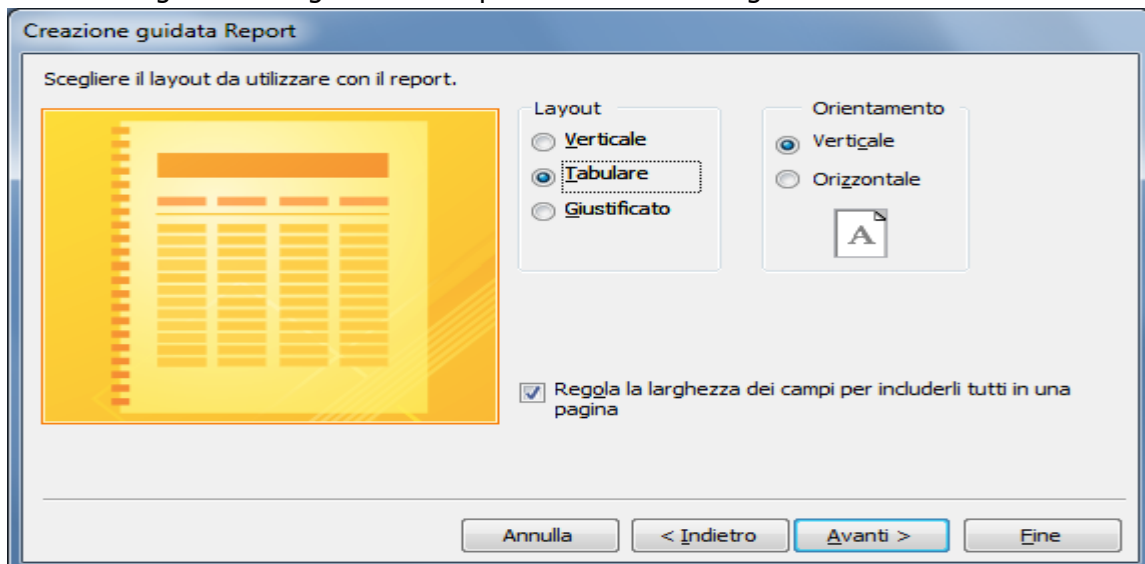 Creazione guidata Report
Scegliere il layout da utilizzare con il report.
Layout
Verticale
Tabulare
Giustificato
Orientamento
Verticale
Orizzontale
A
Regola la larghezza dei campi per includerli tutti in una
pagina
Annulla
< Indietro
Avanti >
Fine